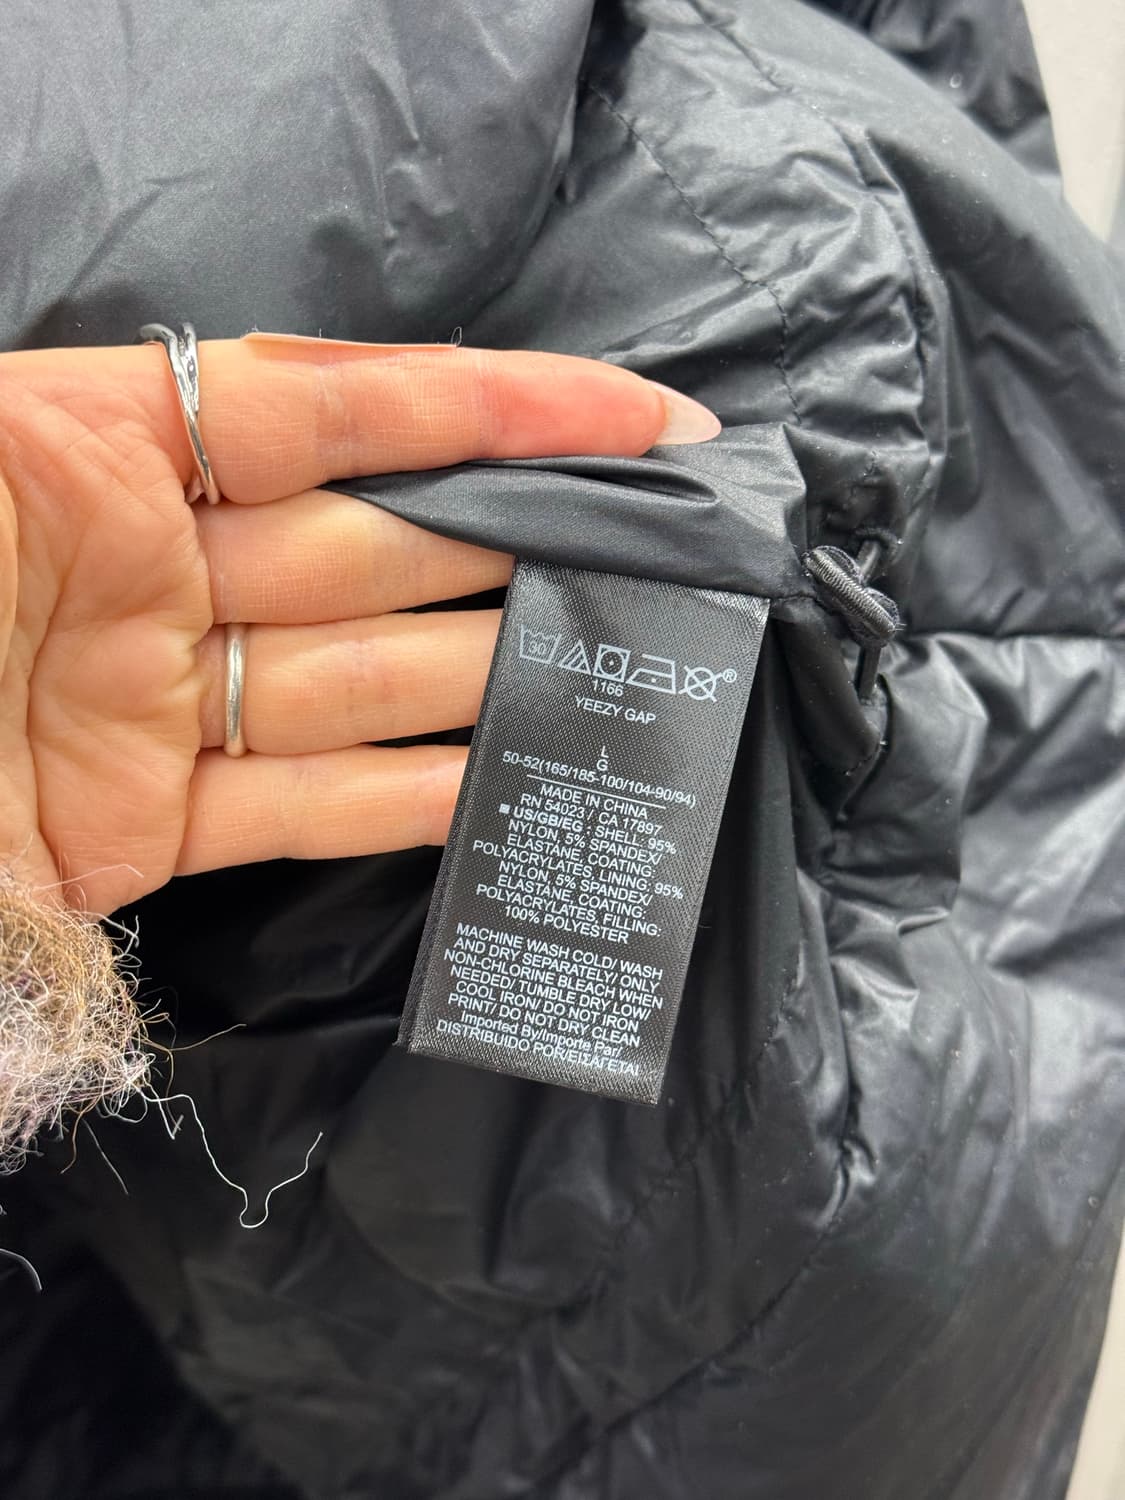 30 ®
1166
YEEZY GAP
L
G
50-52(165/185-100/104-90/94)
MADE IN CHINA
RN 54023 / CA 17897
US/GB/EG : SHELL: 95%
NYLON, 5% SPANDEX/
ELASTANE, COATING:
POLYACRYLATES, LINING: 95%
NYLON, 5% SPANDEX/
ELASTANE, COATING:
POLYACRYLATES, FILLING:
100% POLYESTER
MACHINE WASH COLD/ WASH
AND DRY SEPARATELY/ ONLY
NON-CHLORINE BLEACH WHEN
NEEDED/ TUMBLE DRY LOW/
COOL IRON/ DO NOT IRON
PRINT/ DO NOT DRY CLEAN
Imported By/Importe Par/
DISTRIBUIDO POR/ΕΙΣΑΓΕΤΑΙ